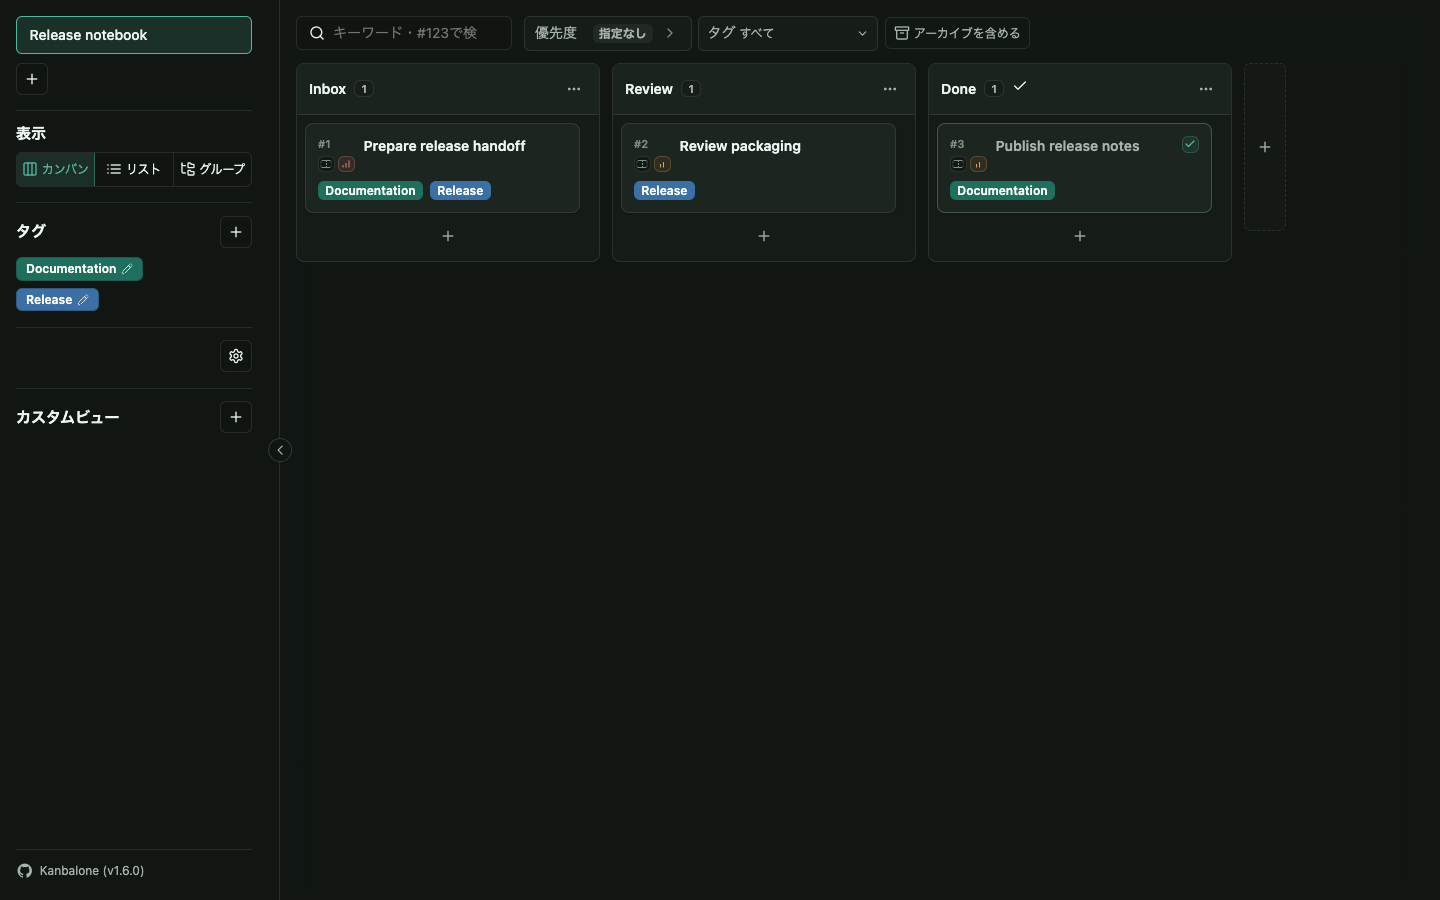 Release notebook
表示
カンバン リスト グループ
タグ
Documentation
Release
カスタムビュー
Kanbalone (v1.6.0)
キーワード・#123で検
優先度 指定なし
タグ すべて
アーカイブを含める
Inbox 1
#1 Prepare release handoff
Documentation Release
Review 1
#2 Review packaging
Release
Done 1
#3 Publish release notes
Documentation